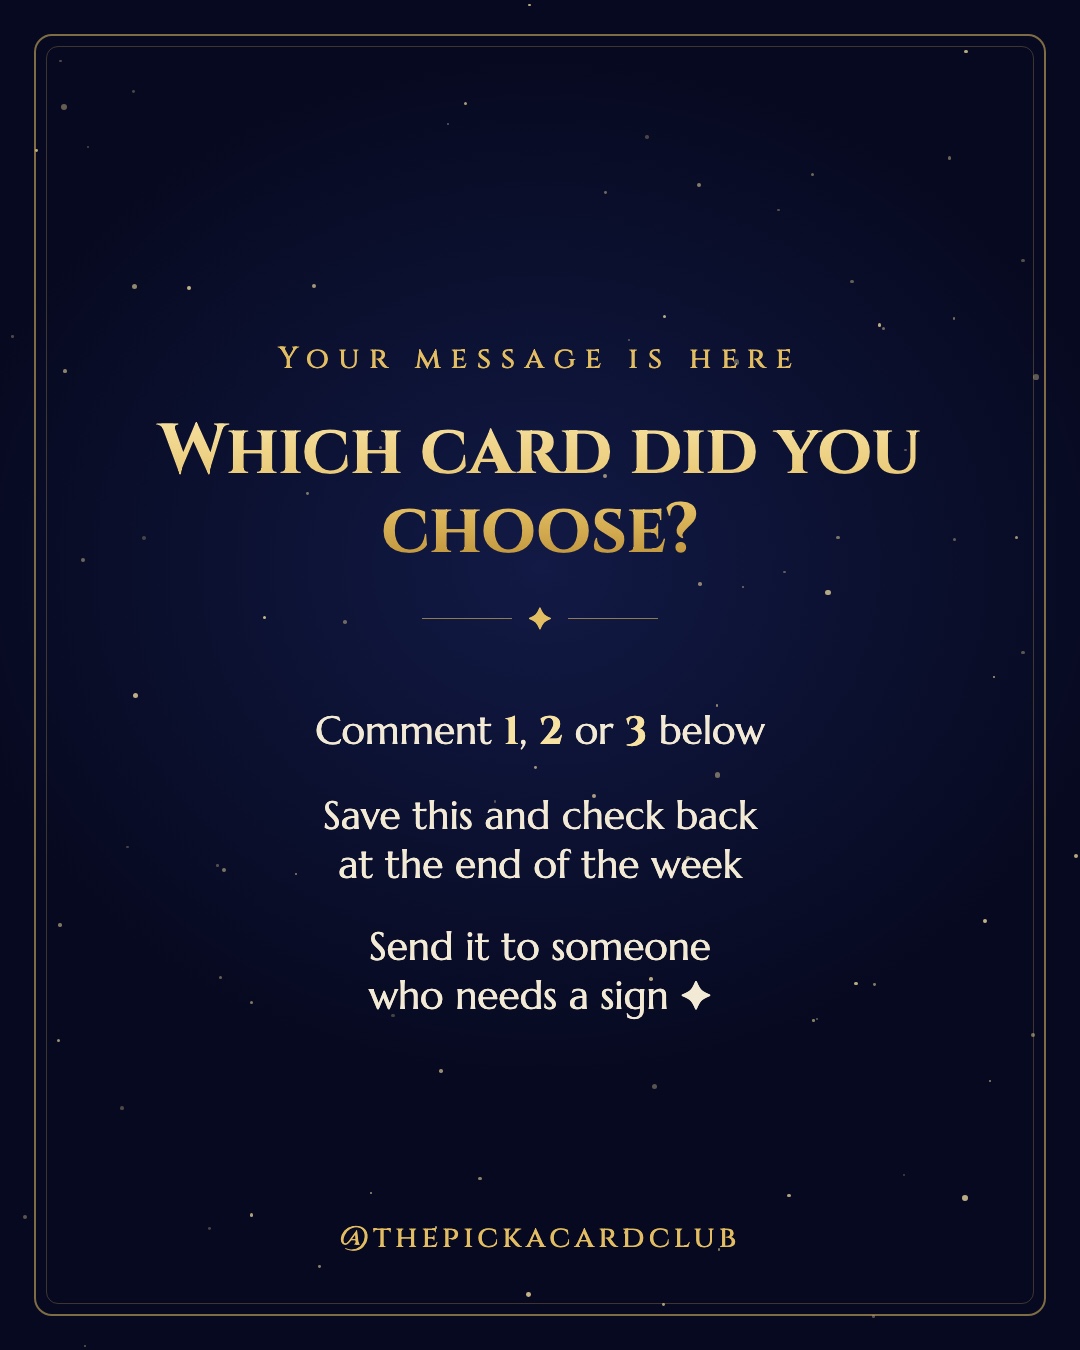 Your message is here
Which card did you
choose?
Comment 1, 2 or 3 below
Save this and check back
at the end of the week
Send it to someone
who needs a sign ✦
@thepickacardclub